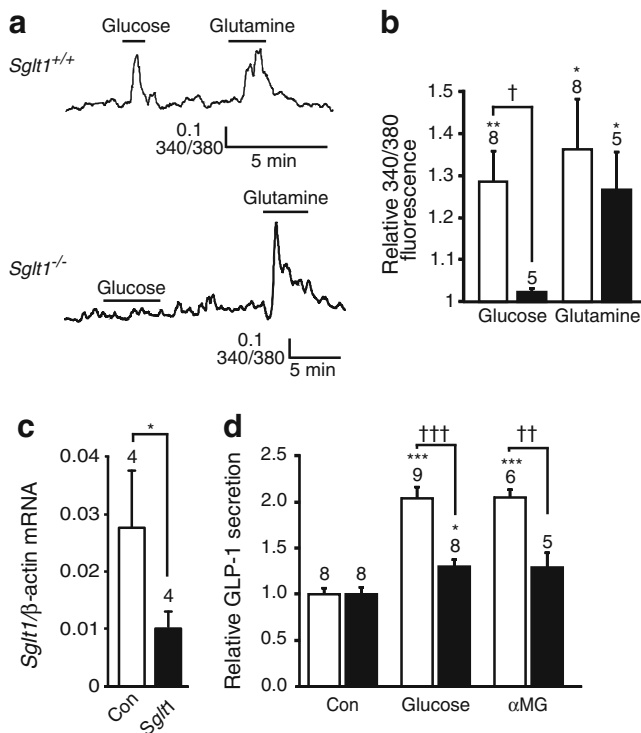 a
Glucose Glutamine
Sglt1+/+
0.1
340/380
5 min
Glutamine
Sglt1-/-
Glucose
0.1
340/380
5 min
b
Relative 340/380
fluorescence
1.5
1.4
1.3
1.2
1.1
1
**
8
†
5
*
8
*
5
Glucose Glutamine
c
Sglt1/β-actin mRNA
0.04
0.03
0.02
0.01
0
*
4
4
Con Sglt1
d
Relative GLP-1 secretion
2.5
2.0
1.5
1.0
0.5
0.0
8 8
†††
***
9
*
8
††
***
6
5
Con Glucose αMG